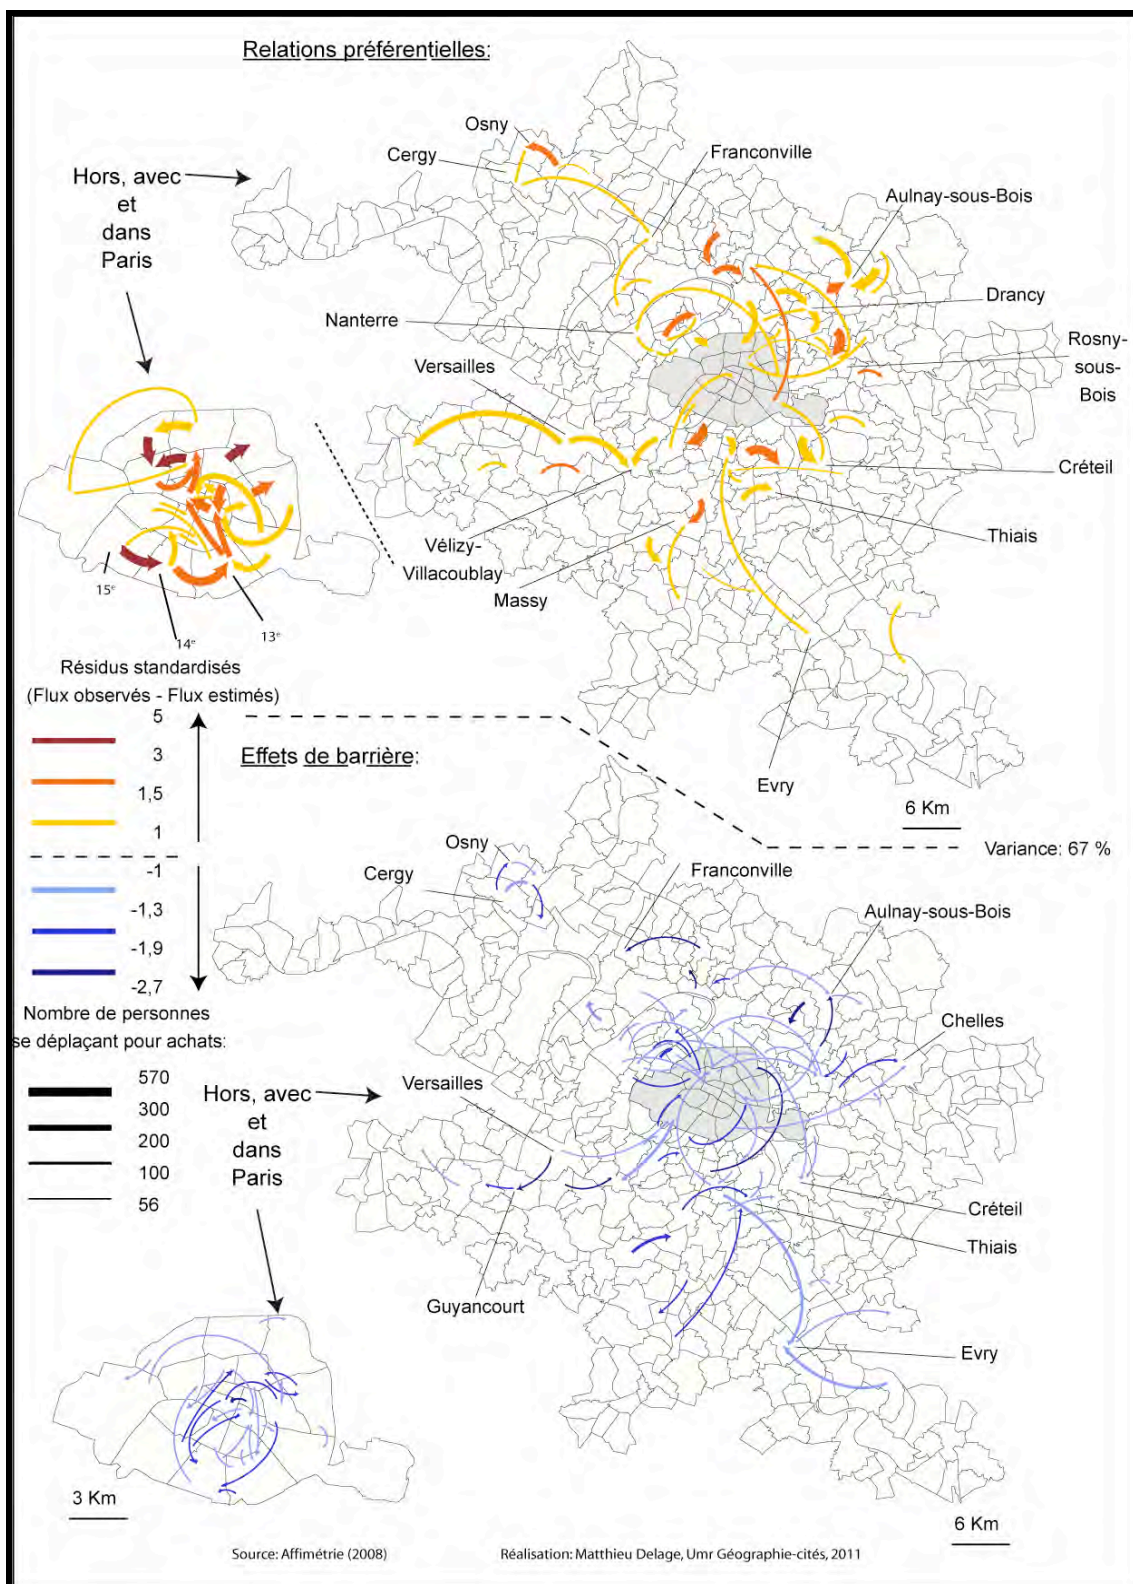 Relations préférentielles:
Osny
Cergy
Franconville
Hors, avec
et
dans
Paris
Aulnay-sous-Bois
Drancy
Nanterre
Rosny-
sous-
Bois
Versailles
Créteil
Thiais
Vélizy-
Villacoublay
Massy
15e
14e
13e
Evry
6 Km
Résidus standardisés
(Flux observés - Flux estimés)
5
3
1,5
1
-1
-1,3
-1,9
-2,7
Effets de barrière:
Variance: 67 %
Osny
Cergy
Franconville
Aulnay-sous-Bois
Chelles
Nombre de personnes
se déplaçant pour achats:
570
300
200
100
56
Hors, avec
et
dans
Paris
Versailles
Créteil
Thiais
Guyancourt
Evry
3 Km
6 Km
Source: Affimétrie (2008)
Réalisation: Matthieu Delage, Umr Géographie-cités, 2011